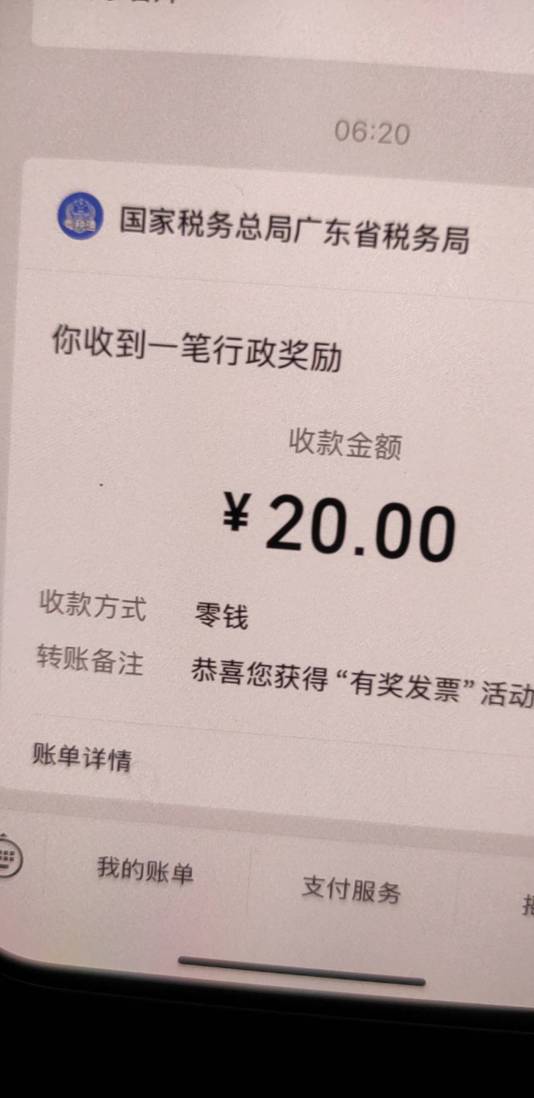 06:20
国家税务总局广东省税务局
你收到一笔行政奖励
收款金额
¥20.00
收款方式 零钱
转账备注 恭喜您获得“有奖发票”活动
账单详情
我的账单 支付服务